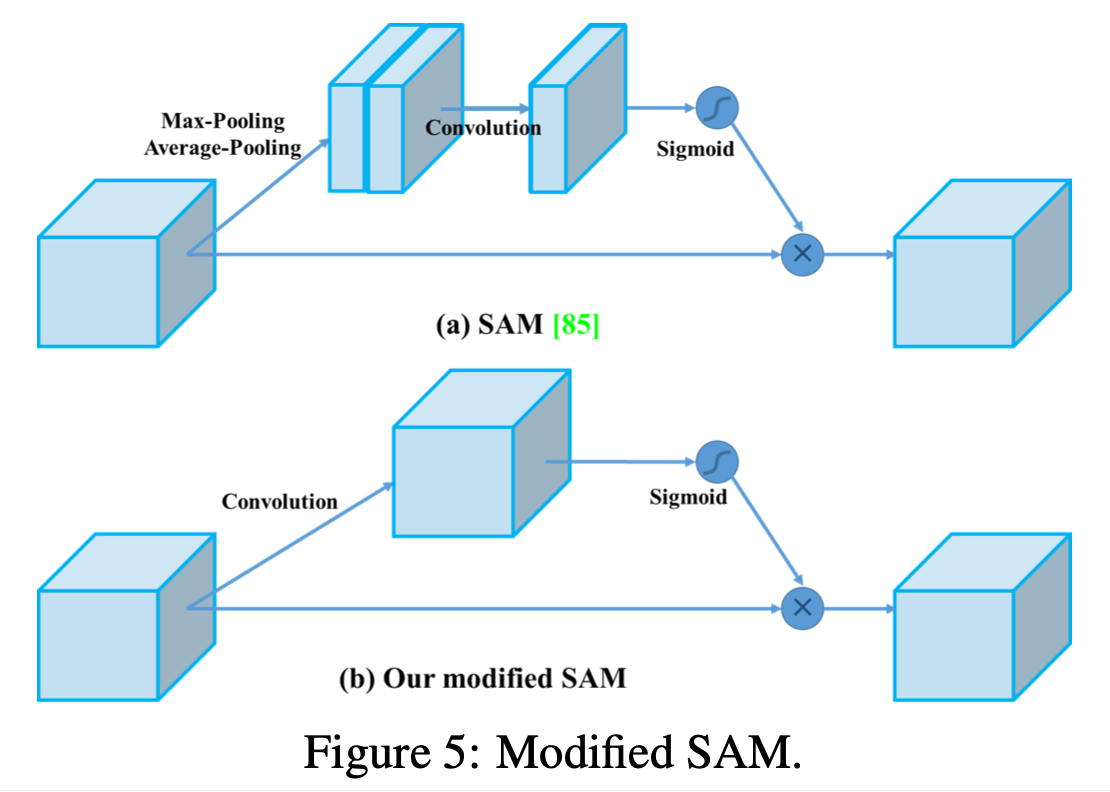 Max-Pooling
Average-Pooling
Convolution
Sigmoid
(a) SAM [85]
Convolution
Sigmoid
(b) Our modified SAM
Figure 5: Modified SAM.